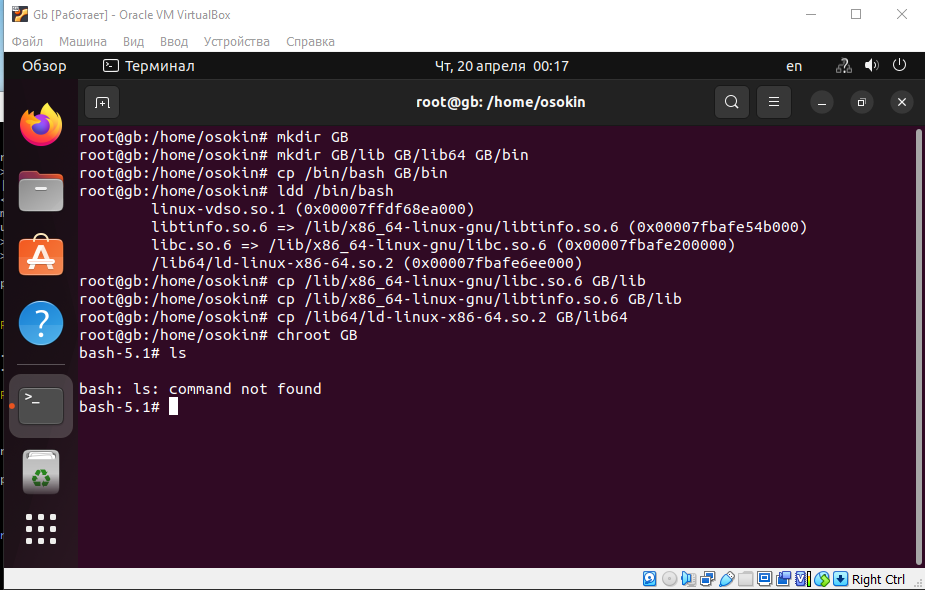 Gb [Работает] - Oracle VM VirtualBox
Файл Машина Вид Ввод Устройства Справка
Обзор Терминал Чт, 20 апреля 00:17 en
root@gb: /home/osokin
root@gb:/home/osokin# mkdir GB
root@gb:/home/osokin# mkdir GB/lib GB/lib64 GB/bin
root@gb:/home/osokin# cp /bin/bash GB/bin
root@gb:/home/osokin# ldd /bin/bash
linux-vdso.so.1 (0x00007ffdf68ea000)
libtinfo.so.6 => /lib/x86_64-linux-gnu/libtinfo.so.6 (0x00007fbafe54b000)
libc.so.6 => /lib/x86_64-linux-gnu/libc.so.6 (0x00007fbafe200000)
/lib64/ld-linux-x86-64.so.2 (0x00007fbafe6ee000)
root@gb:/home/osokin# cp /lib/x86_64-linux-gnu/libc.so.6 GB/lib
root@gb:/home/osokin# cp /lib/x86_64-linux-gnu/libtinfo.so.6 GB/lib
root@gb:/home/osokin# cp /lib64/ld-linux-x86-64.so.2 GB/lib64
root@gb:/home/osokin# chroot GB
bash-5.1# ls
bash: ls: command not found
bash-5.1#
Right Ctrl